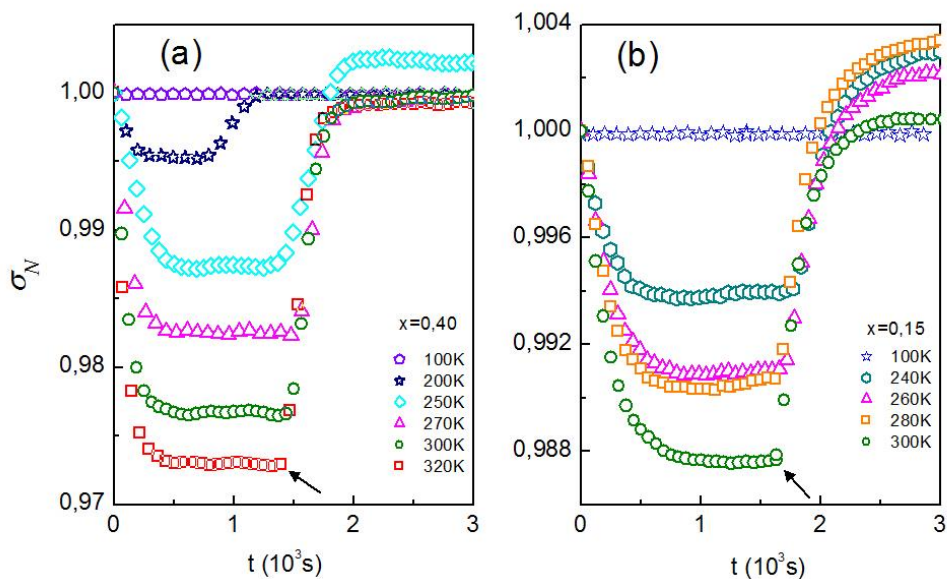 (a)
1,00
0,99
0,98
0,97
σN
x=0,40
100K
200K
250K
270K
300K
320K
0 1 2 3
t (10³s)
(b)
1,004
1,000
0,996
0,992
0,988
x=0,15
100K
240K
260K
280K
300K
0 1 2 3
t (10³s)